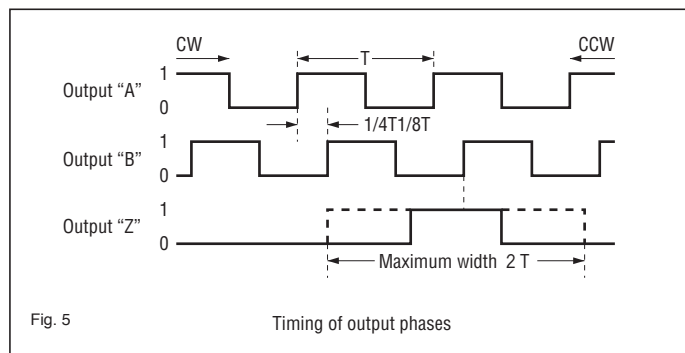 CW
T
CCW
1
Output “A”
0
1/4T1/8T
1
Output “B”
0
1
Output “Z”
0
Maximum width 2 T
Fig. 5
Timing of output phases